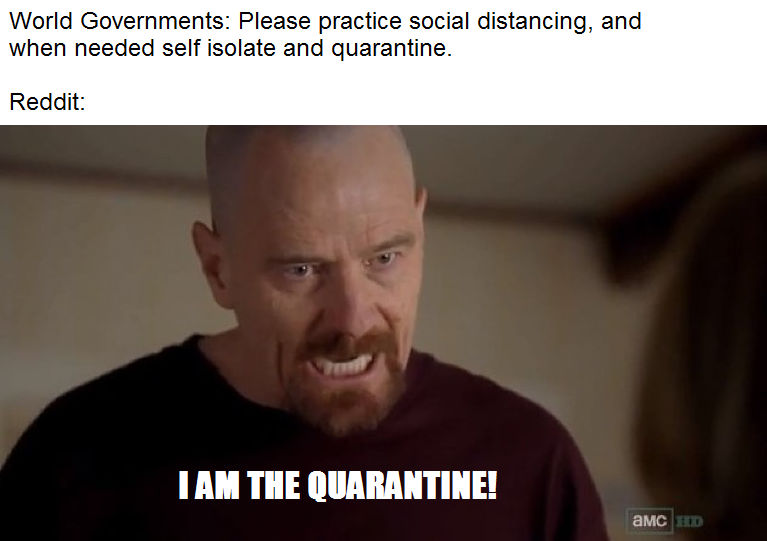 World Governments: Please practice social distancing, and
when needed self isolate and quarantine.
Reddit:
I AM THE QUARANTINE!
amc HD